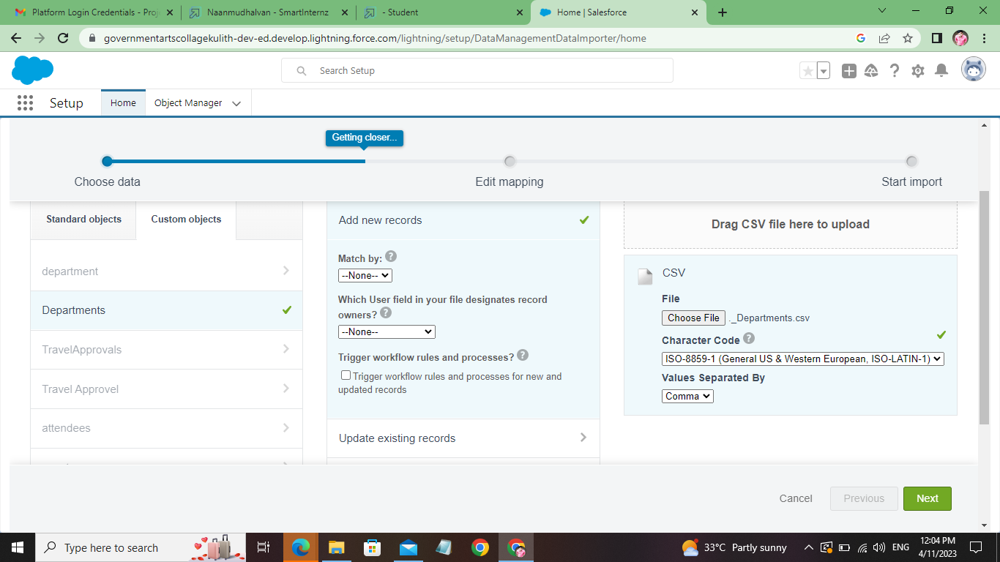 Platform Login Credentials - Proj
Naanmudhalvan - SmartInternz
- Student
Home | Salesforce
governmentartscollagekulith-dev-ed.develop.lightning.force.com/lightning/setup/DataManagementDataImporter/home
Search Setup
Setup
Home
Object Manager
Getting closer...
Choose data
Edit mapping
Start import
Standard objects
Custom objects
department
Departments
TravelApprovals
Travel Approvel
attendees
Add new records
Match by:
--None--
Which User field in your file designates record
owners?
--None--
Trigger workflow rules and processes?
Trigger workflow rules and processes for new and
updated records
Update existing records
Drag CSV file here to upload
CSV
File
Choose File ._Departments.csv
Character Code
ISO-8859-1 (General US & Western European, ISO-LATIN-1)
Values Separated By
Comma
Cancel
Previous
Next
Type here to search
33°C Partly sunny
ENG
12:04 PM
4/11/2023